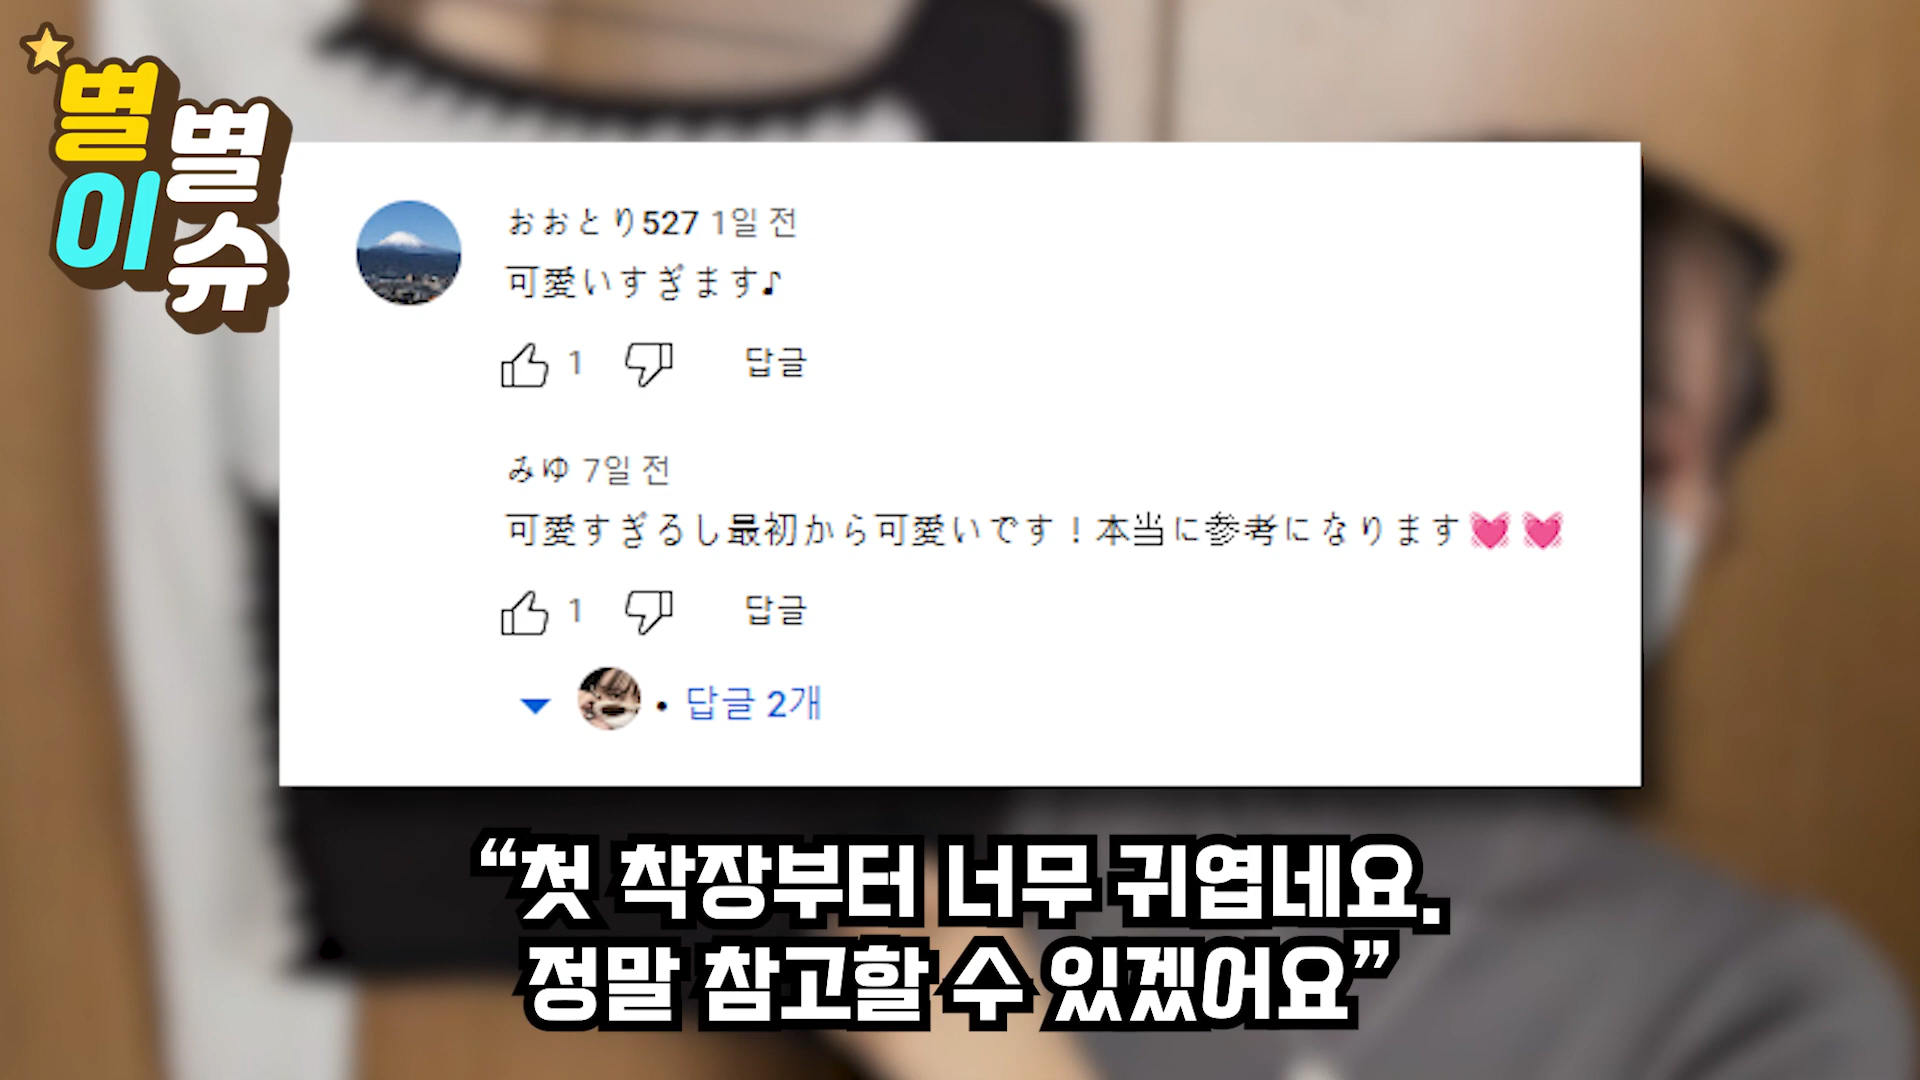 별별
이슈
おおとり527 1일 전
可愛いすぎます♪
1 답글
みゆ 7일 전
可愛すぎるし最初から可愛いです！本当に参考になります💓💓
1 답글
• 답글 2개
“첫 착장부터 너무 귀엽네요.
정말 참고할 수 있겠어요”